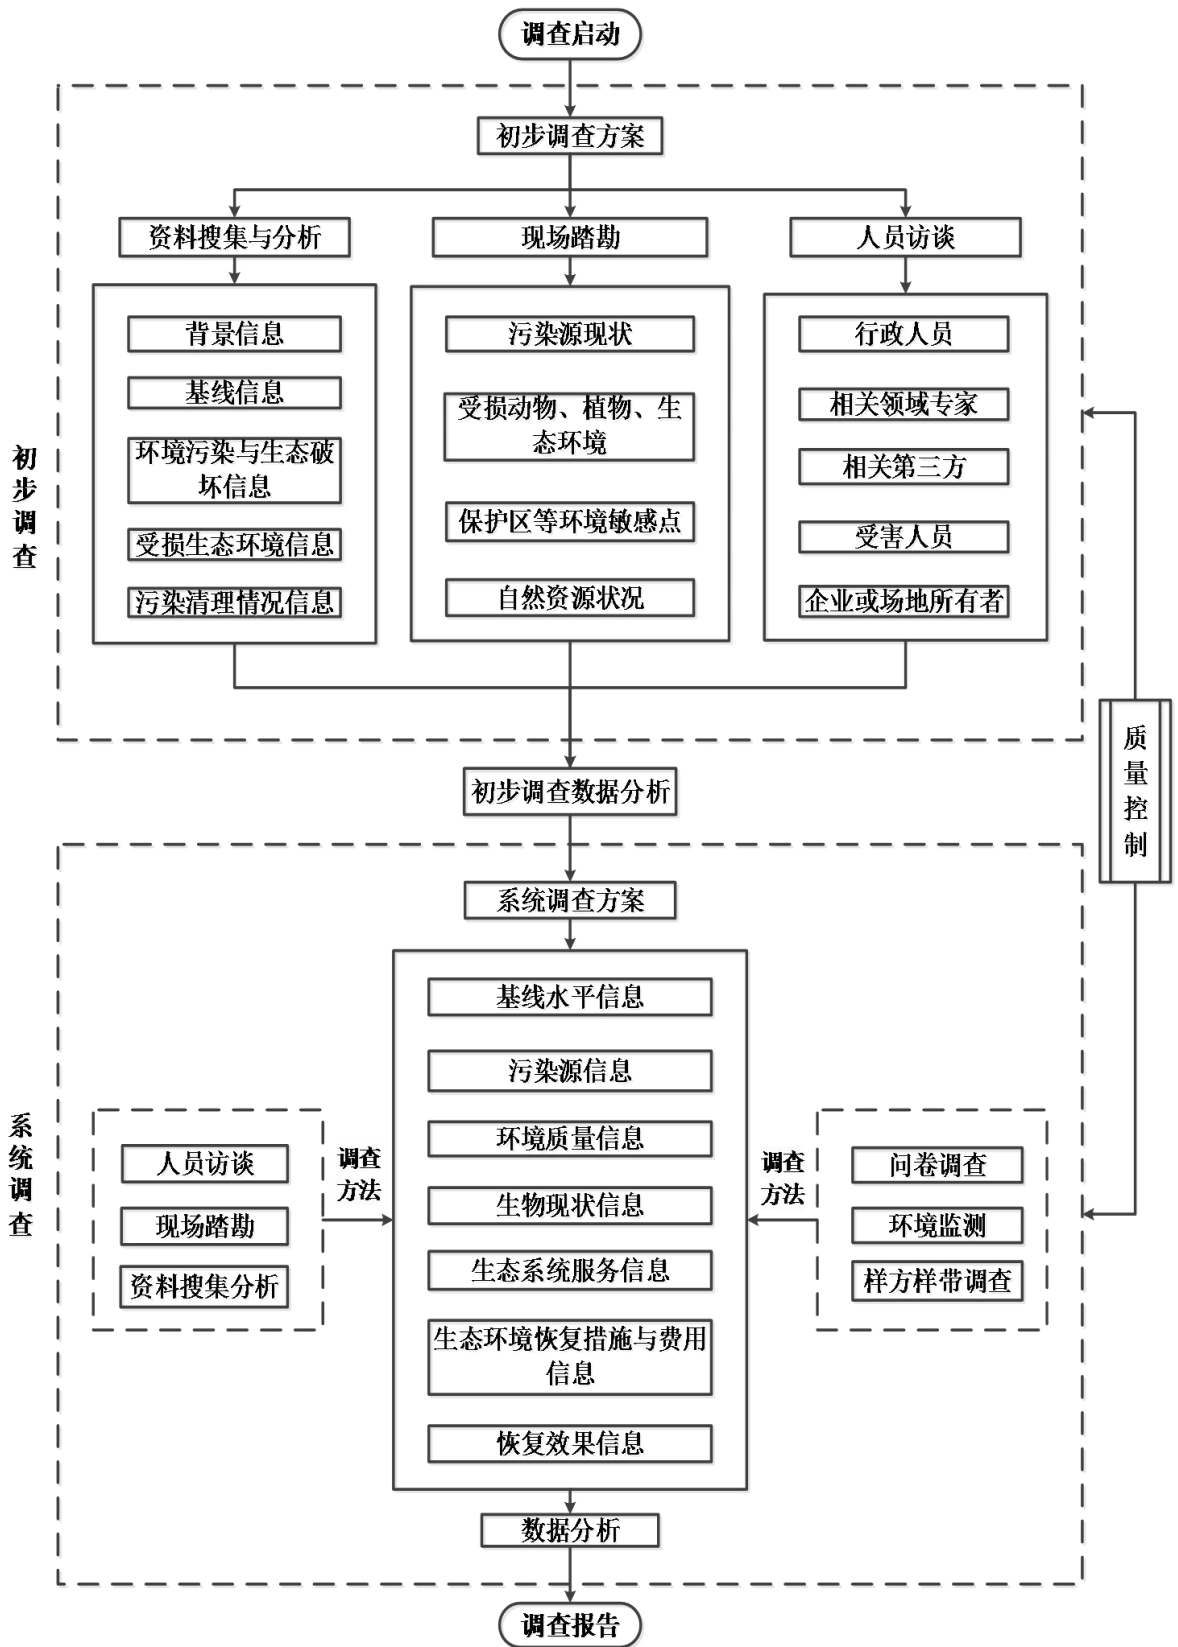 调查启动
初步调查方案
资料搜集与分析
现场踏勘
人员访谈
背景信息
基线信息
环境污染与生态破
坏信息
受损生态环境信息
污染清理情况信息
污染源现状
受损动物、植物、生
态环境
保护区等环境敏感点
自然资源状况
行政人员
相关领域专家
相关第三方
受害人员
企业或场地所有者
初步调查
质量控制
初步调查数据分析
系统调查方案
基线水平信息
污染源信息
环境质量信息
生物现状信息
生态系统服务信息
生态环境恢复措施与费用
信息
恢复效果信息
系统调查
人员访谈
现场踏勘
资料搜集分析
调查
方法
调查
方法
问卷调查
环境监测
样方样带调查
数据分析
调查报告